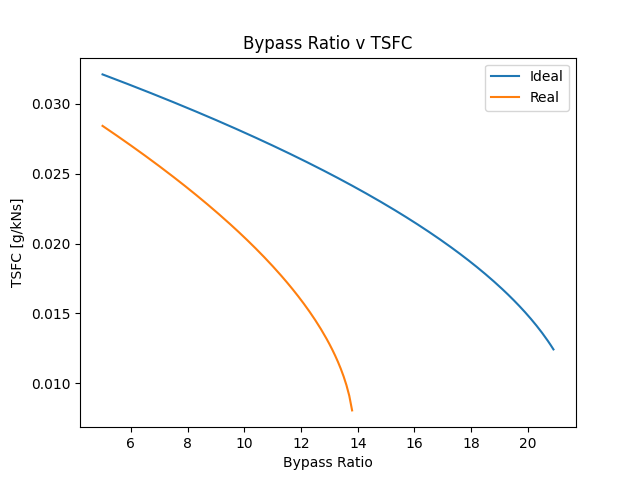 Bypass Ratio v TSFC
Ideal
Real
TSFC [g/kNs]
0.030
0.025
0.020
0.015
0.010
6 8 10 12 14 16 18 20
Bypass Ratio